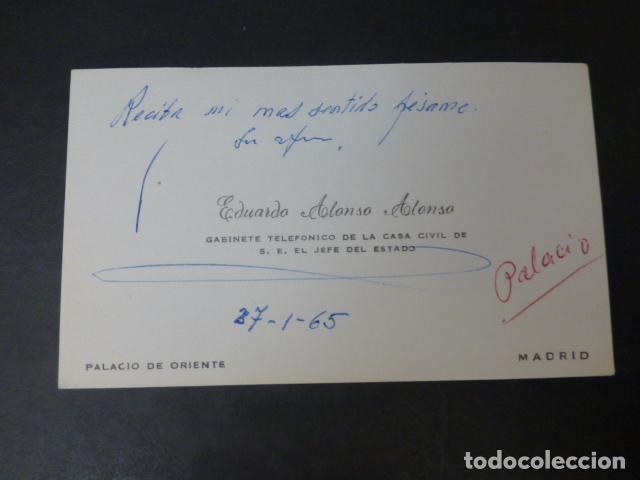 Reciba mi mas sentido pésame.
Su afmo.
Eduardo Alonso Alonso
GABINETE TELEFONICO DE LA CASA CIVIL DE
S. E. EL JEFE DEL ESTADO
Palacio
27-1-65
PALACIO DE ORIENTE
MADRID
todocoleccion.net